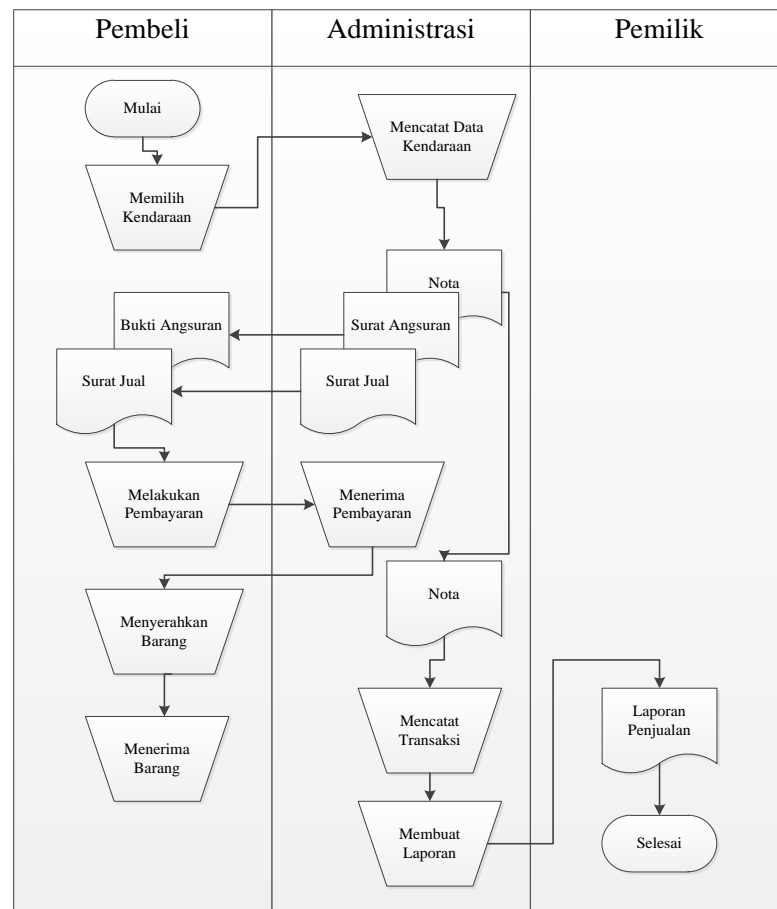 Pembeli
Administrasi
Pemilik
Mulai
Mencatat Data
Kendaraan
Memilih
Kendaraan
Nota
Bukti Angsuran
Surat Angsuran
Surat Jual
Surat Jual
Melakukan
Pembayaran
Menerima
Pembayaran
Menyerahkan
Barang
Nota
Menerima
Barang
Mencatat
Transaksi
Laporan
Penjualan
Membuat
Laporan
Selesai